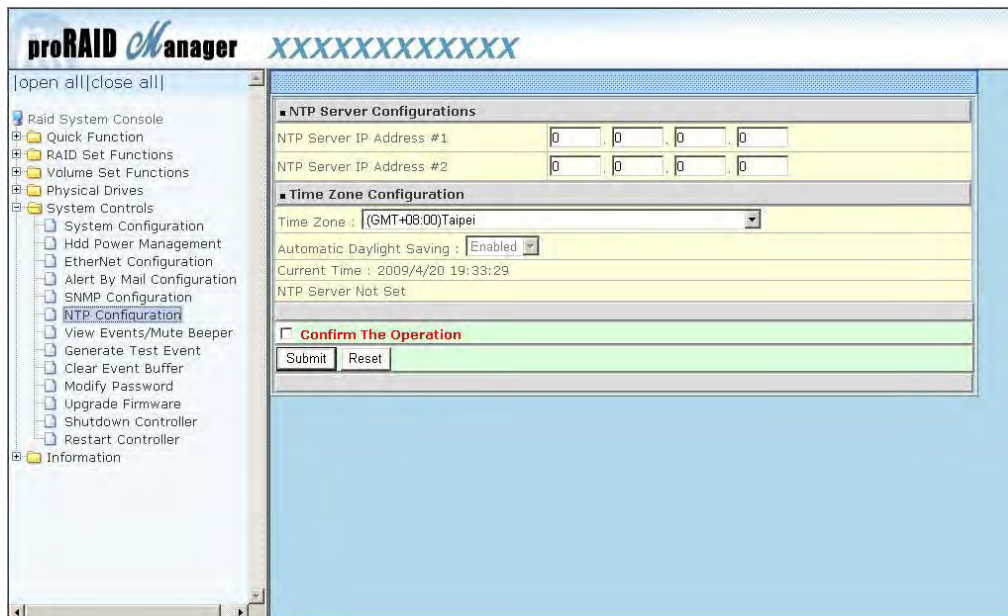 proRAID Manager XXXXXXXXXXXXX
|open all|close all|
Raid System Console
Quick Function
RAID Set Functions
Volume Set Functions
Physical Drives
System Controls
System Configuration
Hdd Power Management
EtherNet Configuration
Alert By Mail Configuration
SNMP Configuration
NTP Configuration
View Events/Mute Beeper
Generate Test Event
Clear Event Buffer
Modify Password
Upgrade Firmware
Shutdown Controller
Restart Controller
Information
NTP Server Configurations
NTP Server IP Address #1 0 . 0 . 0 . 0
NTP Server IP Address #2 0 . 0 . 0 . 0
Time Zone Configuration
Time Zone : (GMT+08:00)Taipei
Automatic Daylight Saving : Enabled
Current Time : 2009/4/20 19:33:29
NTP Server Not Set
Confirm The Operation
Submit Reset